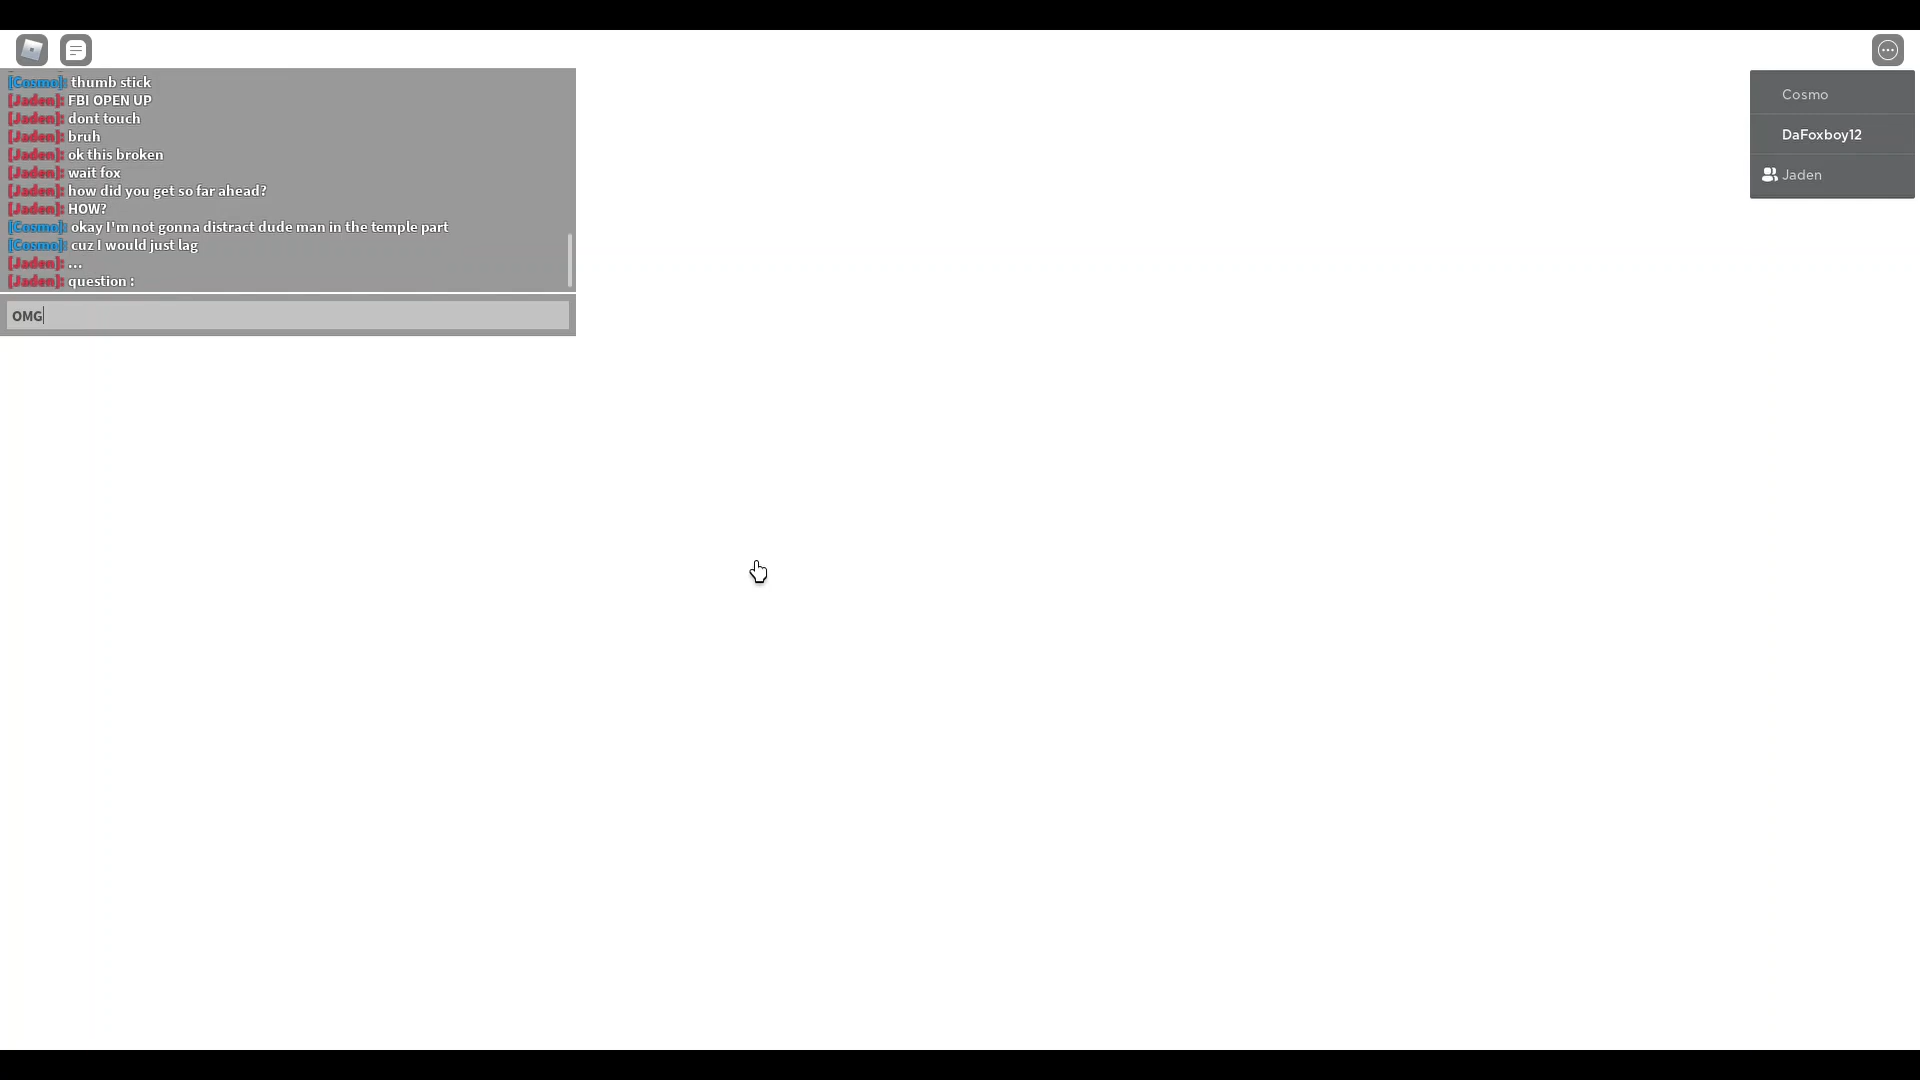 [Cosmo]: thumb stick
[Jaden]: FBI OPEN UP
[Jaden]: dont touch
[Jaden]: bruh
[Jaden]: ok this broken
[Jaden]: wait fox
[Jaden]: how did you get so far ahead?
[Jaden]: HOW?
[Cosmo]: okay I'm not gonna distract dude man in the temple part
[Cosmo]: cuz I would just lag
[Jaden]: ...
[Jaden]: question :
OMG
Cosmo
DaFoxboy12
Jaden